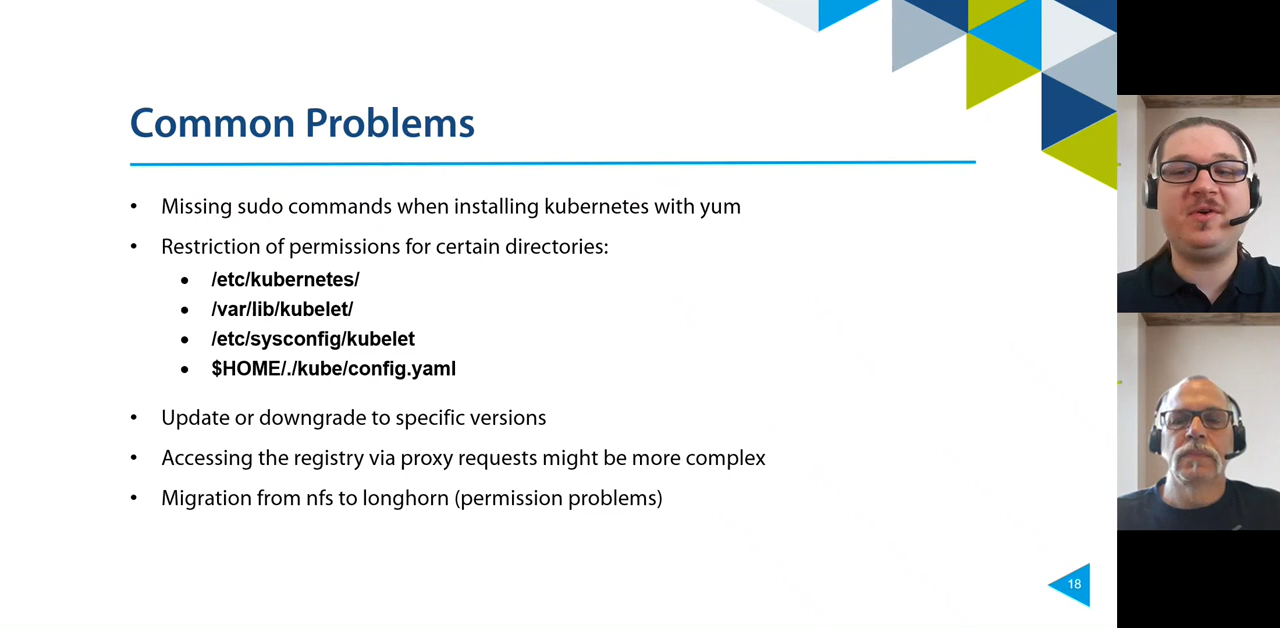 Common Problems
• Missing sudo commands when installing kubernetes with yum
• Restriction of permissions for certain directories:
• /etc/kubernetes/
• /var/lib/kubelet/
• /etc/sysconfig/kubelet
• $HOME/./kube/config.yaml
• Update or downgrade to specific versions
• Accessing the registry via proxy requests might be more complex
• Migration from nfs to longhorn (permission problems)
18